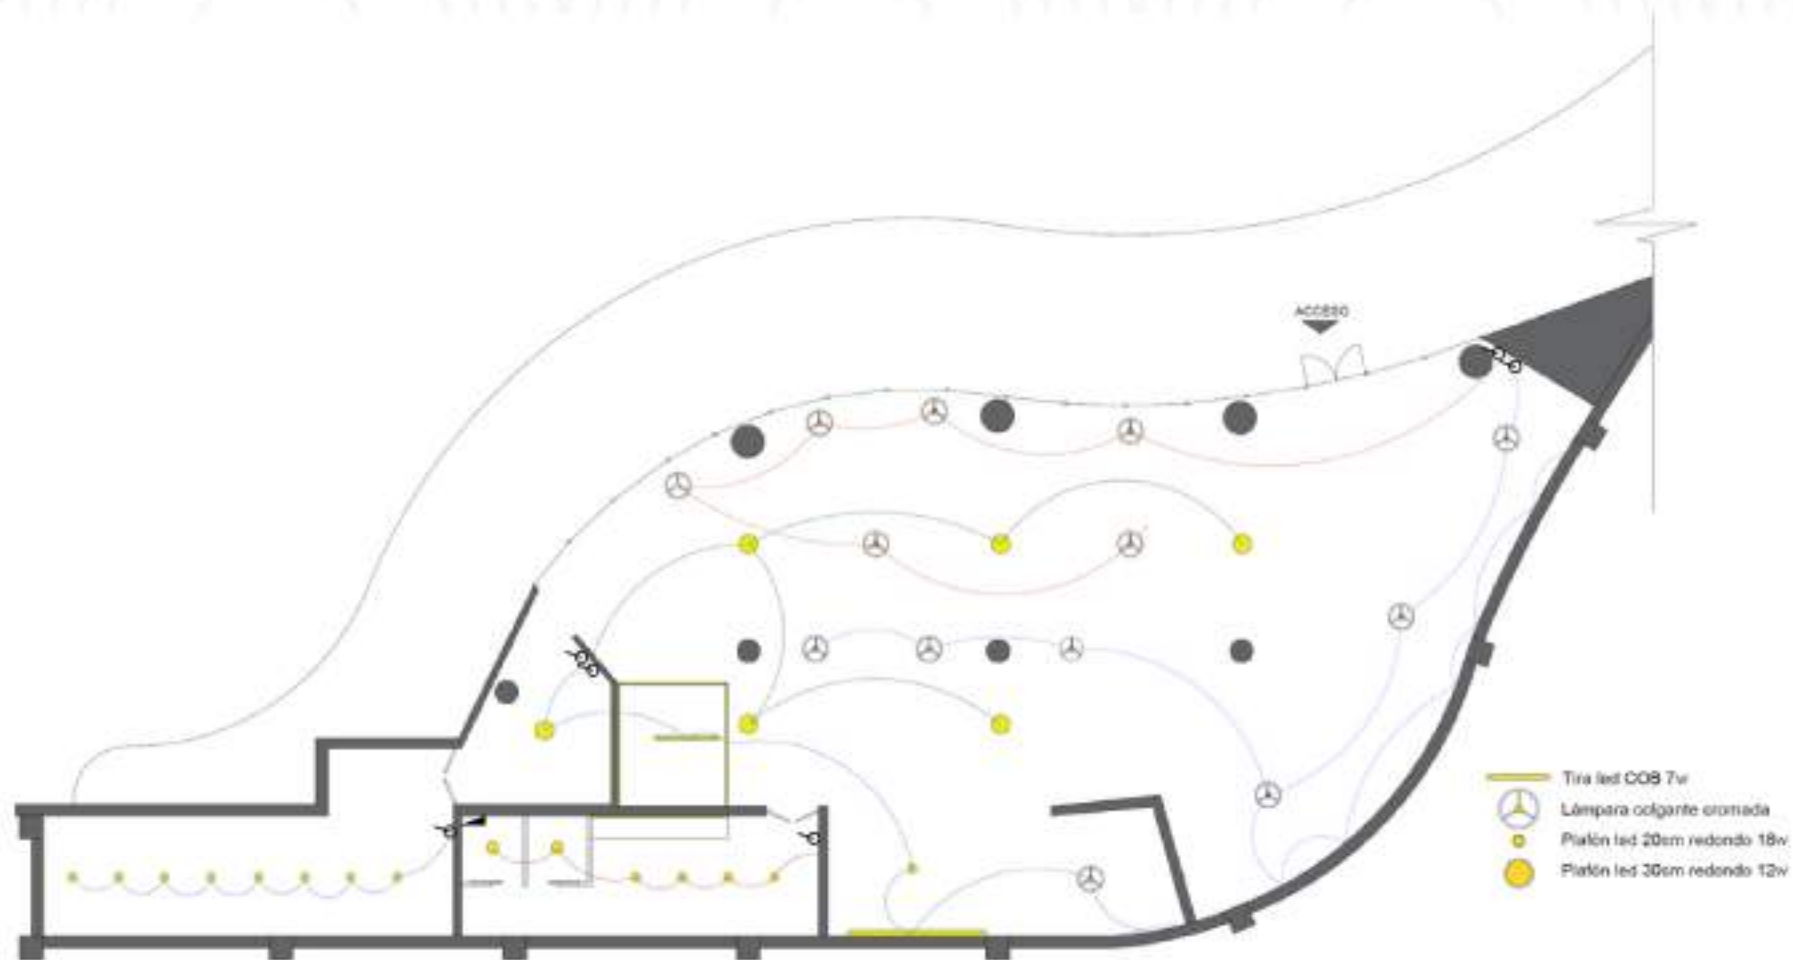 ACCESO
Tira led COB 7w
Lámpara colgante cromada
Plafón led 20cm redondo 18w
Plafón led 30cm redondo 12w